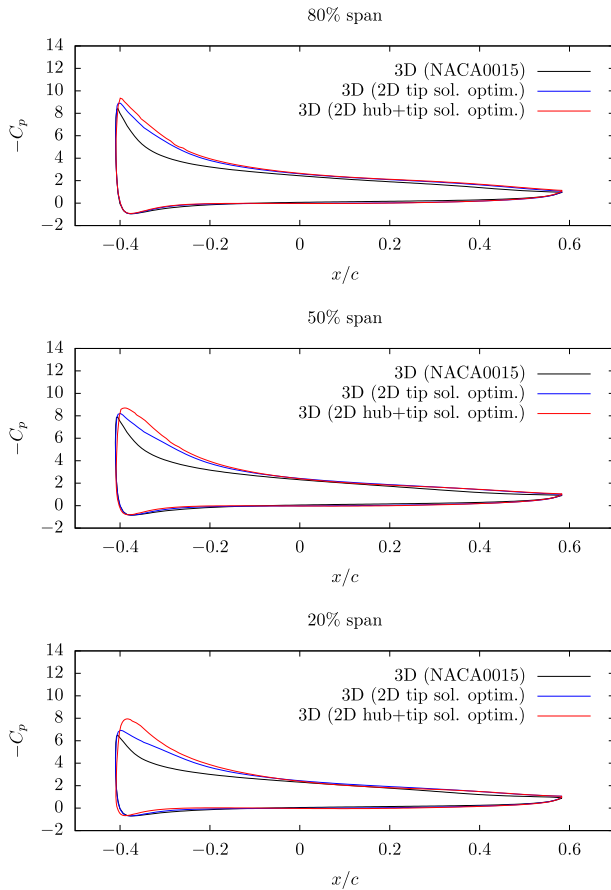 80% span
14
12
10
8
6
4
2
0
−2
−C_p
3D (NACA0015)
3D (2D tip sol. optim.)
3D (2D hub+tip sol. optim.)
−0.4 −0.2 0 0.2 0.4 0.6
x/c
50% span
14
12
10
8
6
4
2
0
−2
−C_p
3D (NACA0015)
3D (2D tip sol. optim.)
3D (2D hub+tip sol. optim.)
−0.4 −0.2 0 0.2 0.4 0.6
x/c
20% span
14
12
10
8
6
4
2
0
−2
−C_p
3D (NACA0015)
3D (2D tip sol. optim.)
3D (2D hub+tip sol. optim.)
−0.4 −0.2 0 0.2 0.4 0.6
x/c